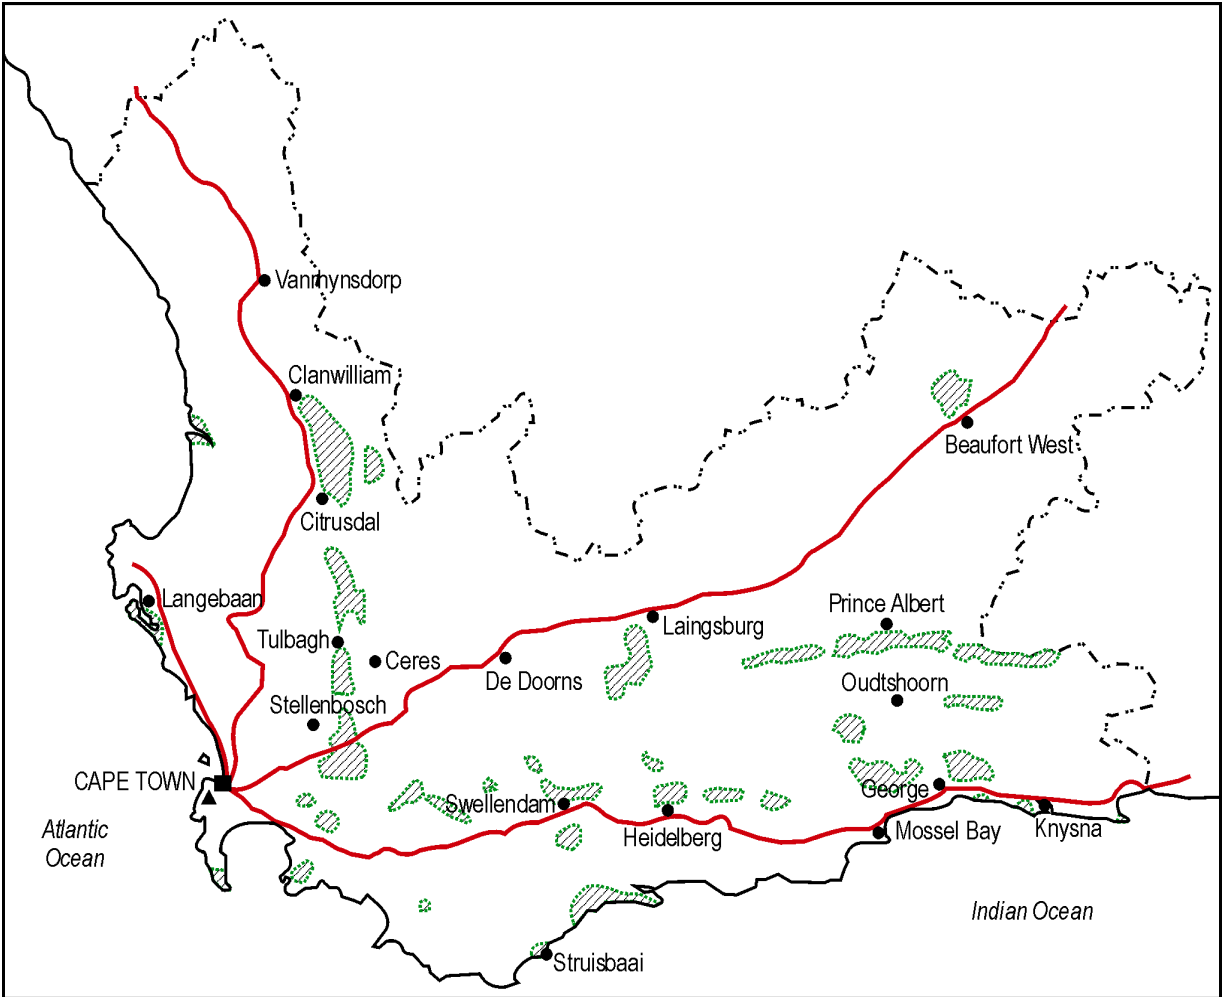 Vanrhynsdorp
Clanwilliam
Beaufort West
Citrusdal
Langebaan
Prince Albert
Laingsburg
Tulbagh
Ceres
De Doorns
Oudtshoorn
Stellenbosch
CAPE TOWN
George
Swellendam
Heidelberg
Mossel Bay
Knysna
Atlantic
Ocean
Indian Ocean
Struisbaai